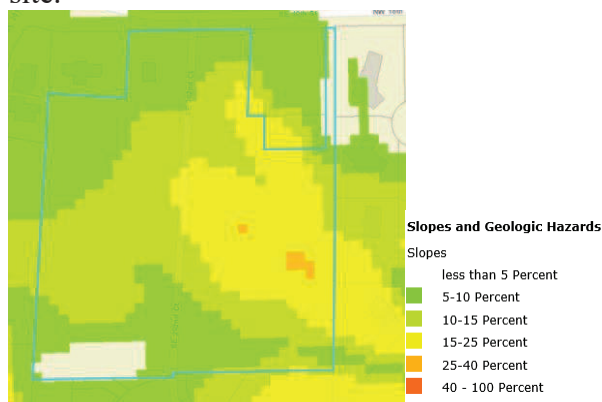 site.
Slopes and Geologic Hazards
Slopes
less than 5 Percent
5-10 Percent
10-15 Percent
15-25 Percent
25-40 Percent
40 - 100 Percent